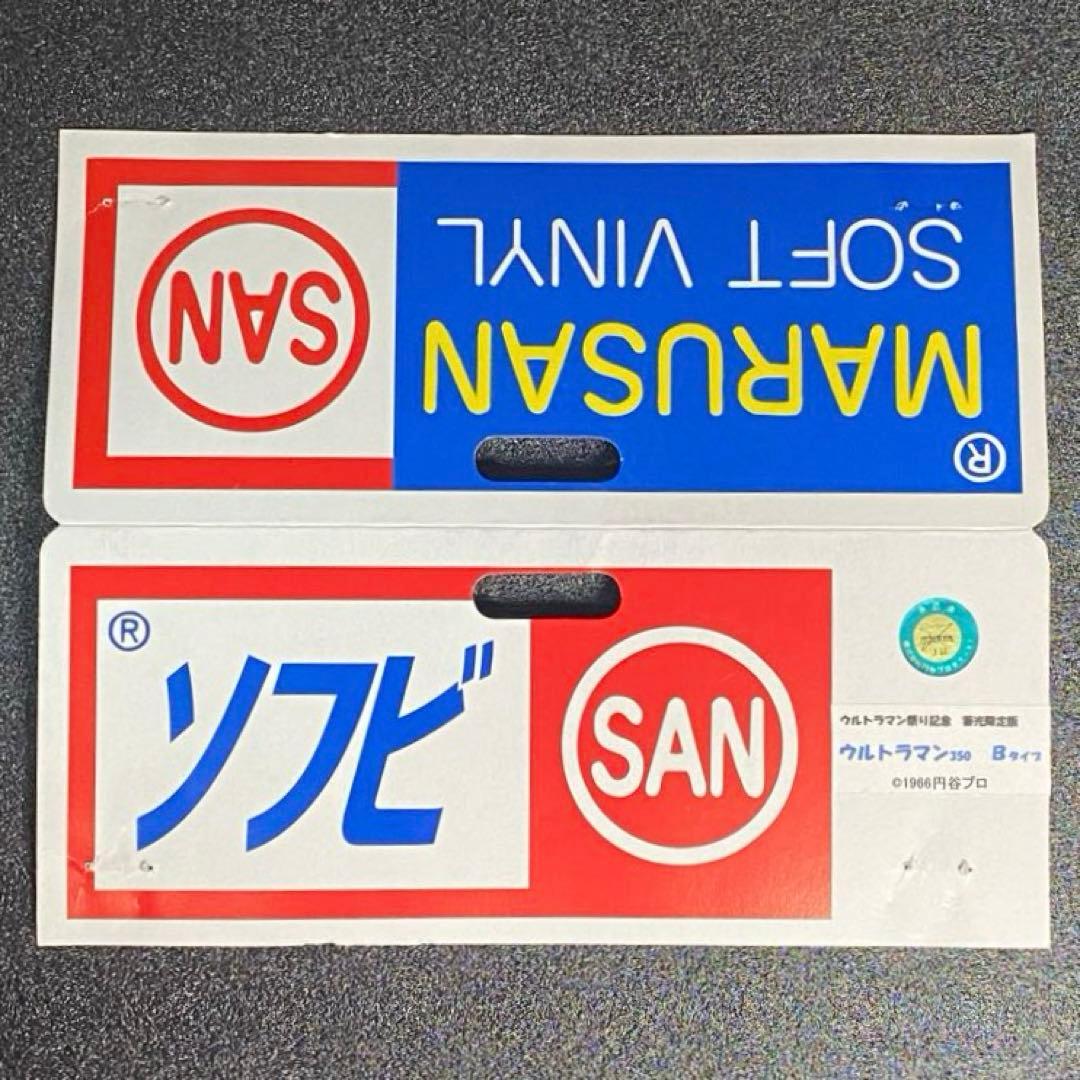 MARUSAN®
SOFT VINYL
SAN
ソフビ®
SAN
ウルトラマン祭り記念 蓄光限定版
ウルトラマン350 Bタイプ
©1966円谷プロ